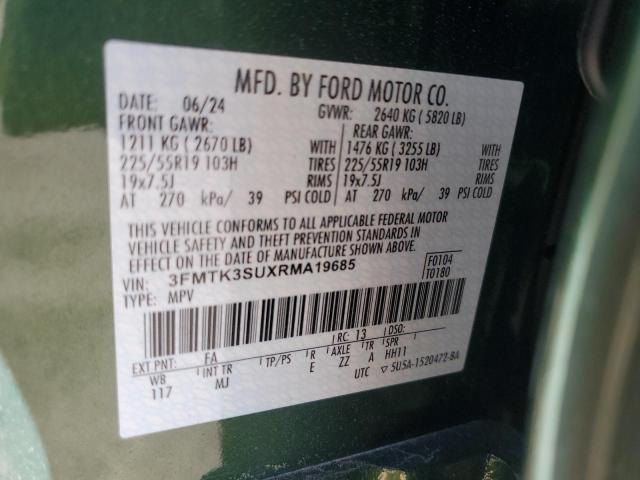 MFD. BY FORD MOTOR CO.
DATE: 06/24 GVWR: 2640 KG ( 5820 LB)
FRONT GAWR: REAR GAWR:
1211 KG ( 2670 LB) WITH 1476 KG ( 3255 LB) WITH
225/55R19 103H TIRES 225/55R19 103H TIRES
19x7.5J RIMS 19x7.5J RIMS
AT 270 kPa/ 39 PSI COLD AT 270 kPa/ 39 PSI COLD
THIS VEHICLE CONFORMS TO ALL APPLICABLE FEDERAL MOTOR
VEHICLE SAFETY AND THEFT PREVENTION STANDARDS IN
EFFECT ON THE DATE OF MANUFACTURE SHOWN ABOVE.
VIN: 3FMTK3SUXRMA19685 F0104
TYPE: MPV T0180
RC: 13 DSO:
EXT PNT: FA
WB INT TR TP/PS R AXLE TR SPR
117 MJ E ZZ A HH11
UTC ▽ 5U5A-1520472-BA